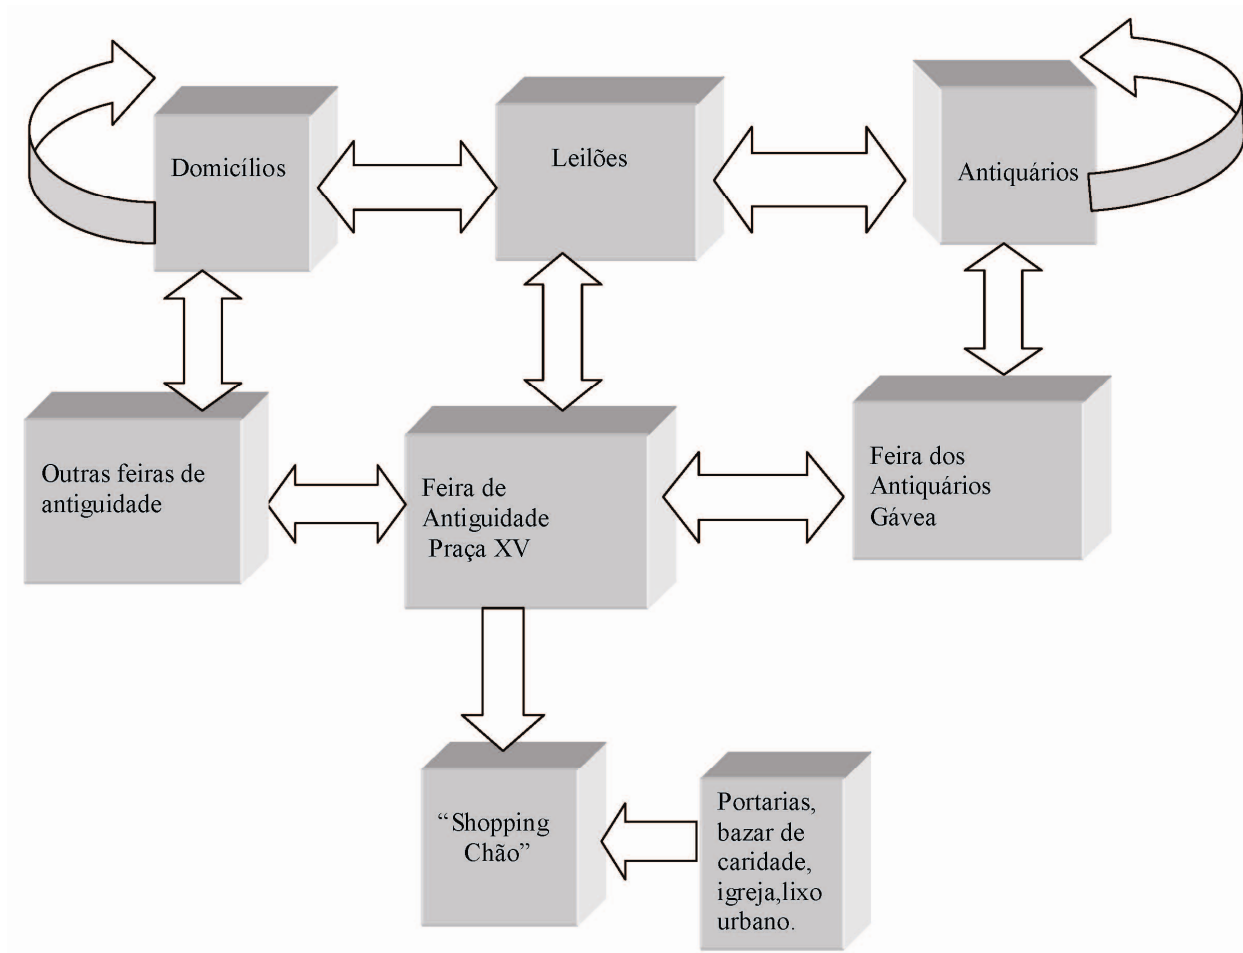 Domicílios
Leilões
Antiquários
Outras feiras de
antiguidade
Feira de
Antiguidade
Praça XV
Feira dos
Antiquários
Gávea
“Shopping
Chão”
Portarias,
bazar de
caridade,
igreja,lixo
urbano.